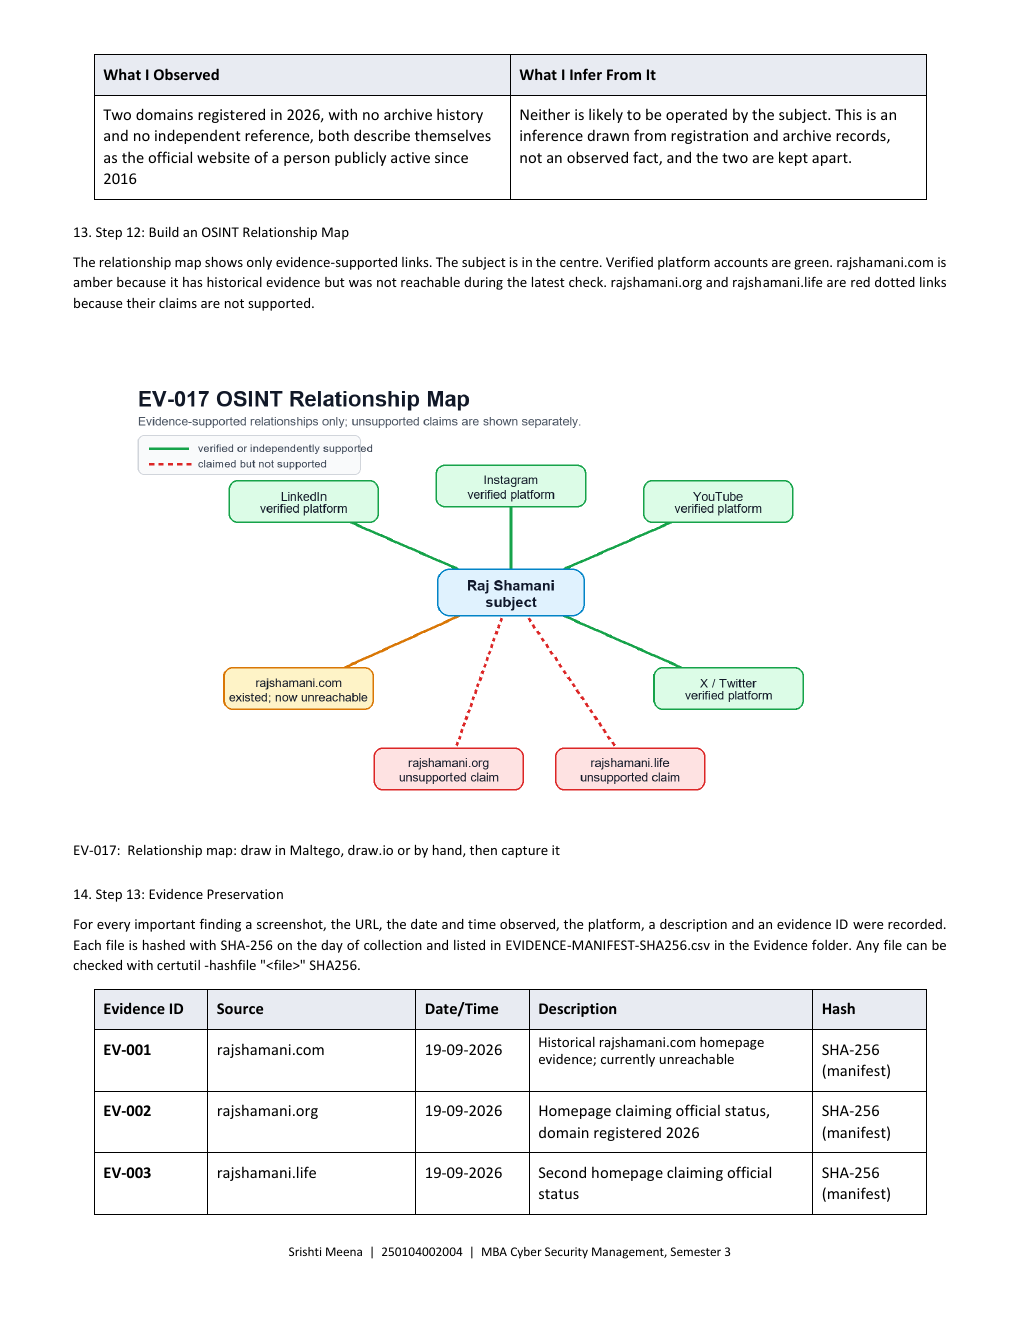 What I Observed
What I Infer From It
Two domains registered in 2026, with no archive history
and no independent reference, both describe themselves
as the official website of a person publicly active since
2016
Neither is likely to be operated by the subject. This is an
inference drawn from registration and archive records,
not an observed fact, and the two are kept apart.
13. Step 12: Build an OSINT Relationship Map
The relationship map shows only evidence-supported links. The subject is in the centre. Verified platform accounts are green. rajshamani.com is
amber because it has historical evidence but was not reachable during the latest check. rajshamani.org and rajshamani.life are red dotted links
because their claims are not supported.
EV-017 OSINT Relationship Map
Evidence-supported relationships only; unsupported claims are shown separately.
verified or independently supported
claimed but not supported
LinkedIn
verified platform
Instagram
verified platform
YouTube
verified platform
Raj Shamani
subject
rajshamani.com
existed; now unreachable
X / Twitter
verified platform
rajshamani.org
unsupported claim
rajshamani.life
unsupported claim
EV-017:  Relationship map: draw in Maltego, draw.io or by hand, then capture it
14. Step 13: Evidence Preservation
For every important finding a screenshot, the URL, the date and time observed, the platform, a description and an evidence ID were recorded.
Each file is hashed with SHA-256 on the day of collection and listed in EVIDENCE-MANIFEST-SHA256.csv in the Evidence folder. Any file can be
checked with certutil -hashfile "<file>" SHA256.
Evidence ID
Source
Date/Time
Description
Hash
EV-001
rajshamani.com
19-09-2026
Historical rajshamani.com homepage
evidence; currently unreachable
SHA-256
(manifest)
EV-002
rajshamani.org
19-09-2026
Homepage claiming official status,
domain registered 2026
SHA-256
(manifest)
EV-003
rajshamani.life
19-09-2026
Second homepage claiming official
status
SHA-256
(manifest)
Srishti Meena  |  250104002004  |  MBA Cyber Security Management, Semester 3